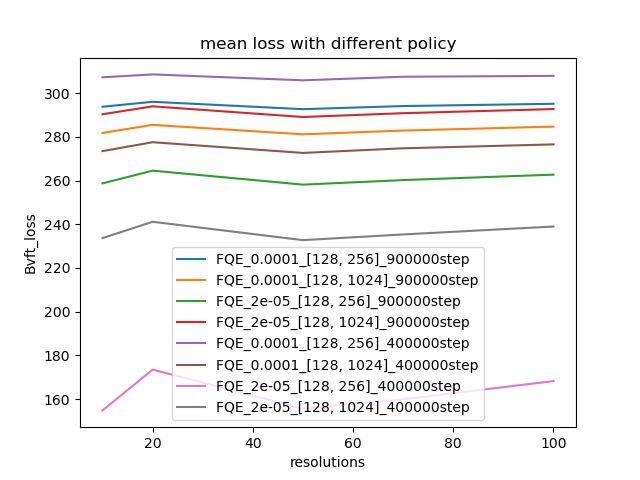 mean loss with different policy
300
280
260
240
220
200
180
160
Bvft_loss
FQE_0.0001_[128, 256]_900000step
FQE_0.0001_[128, 1024]_900000step
FQE_2e-05_[128, 256]_900000step
FQE_2e-05_[128, 1024]_900000step
FQE_0.0001_[128, 256]_400000step
FQE_0.0001_[128, 1024]_400000step
FQE_2e-05_[128, 256]_400000step
FQE_2e-05_[128, 1024]_400000step
20 40 60 80 100
resolutions